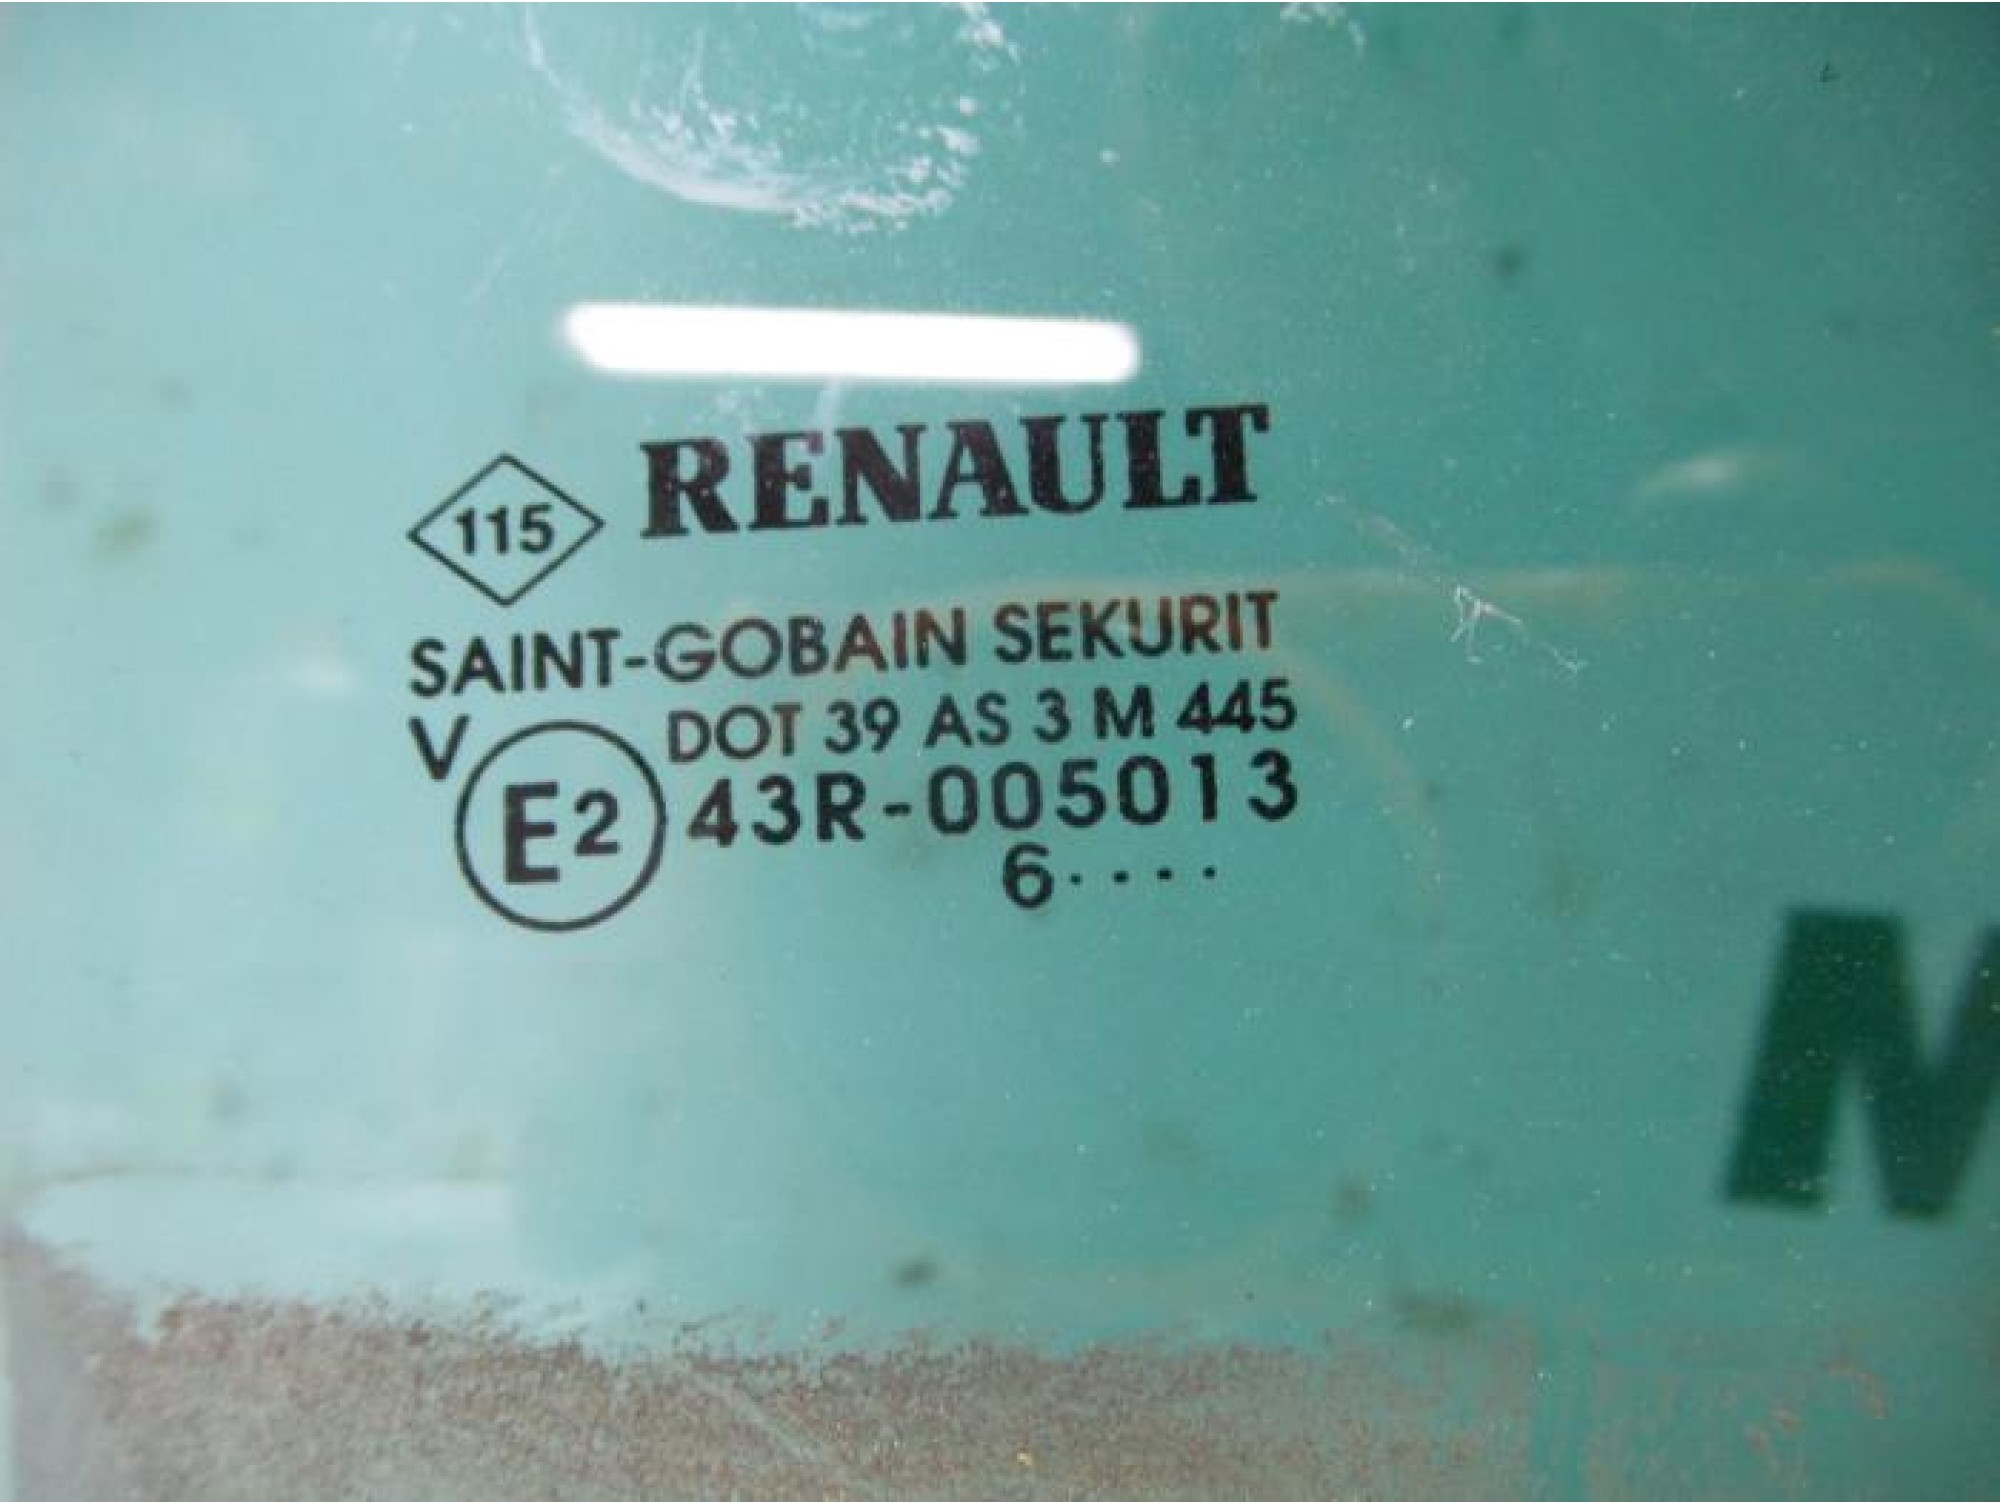 115 RENAULT
SAINT-GOBAIN SEKURIT
V DOT 39 AS 3 M 445
E2 43R-005013
6····